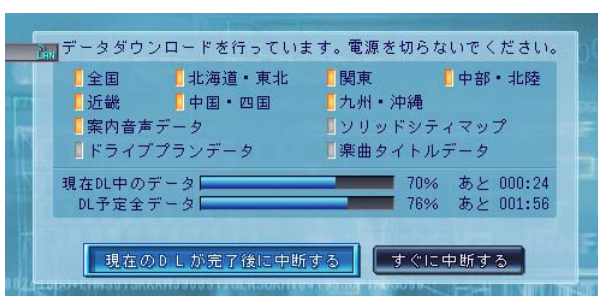 LAN
データダウンロードを行っています。電源を切らないでください。
全国 北海道・東北 関東 中部・北陸
近畿 中国・四国 九州・沖縄
案内音声データ ソリッドシティマップ
ドライブプランデータ 楽曲タイトルデータ
現在DL中のデータ 70% あと 000:24
DL予定全データ 76% あと 001:56
現在のDLが完了後に中断する すぐに中断する